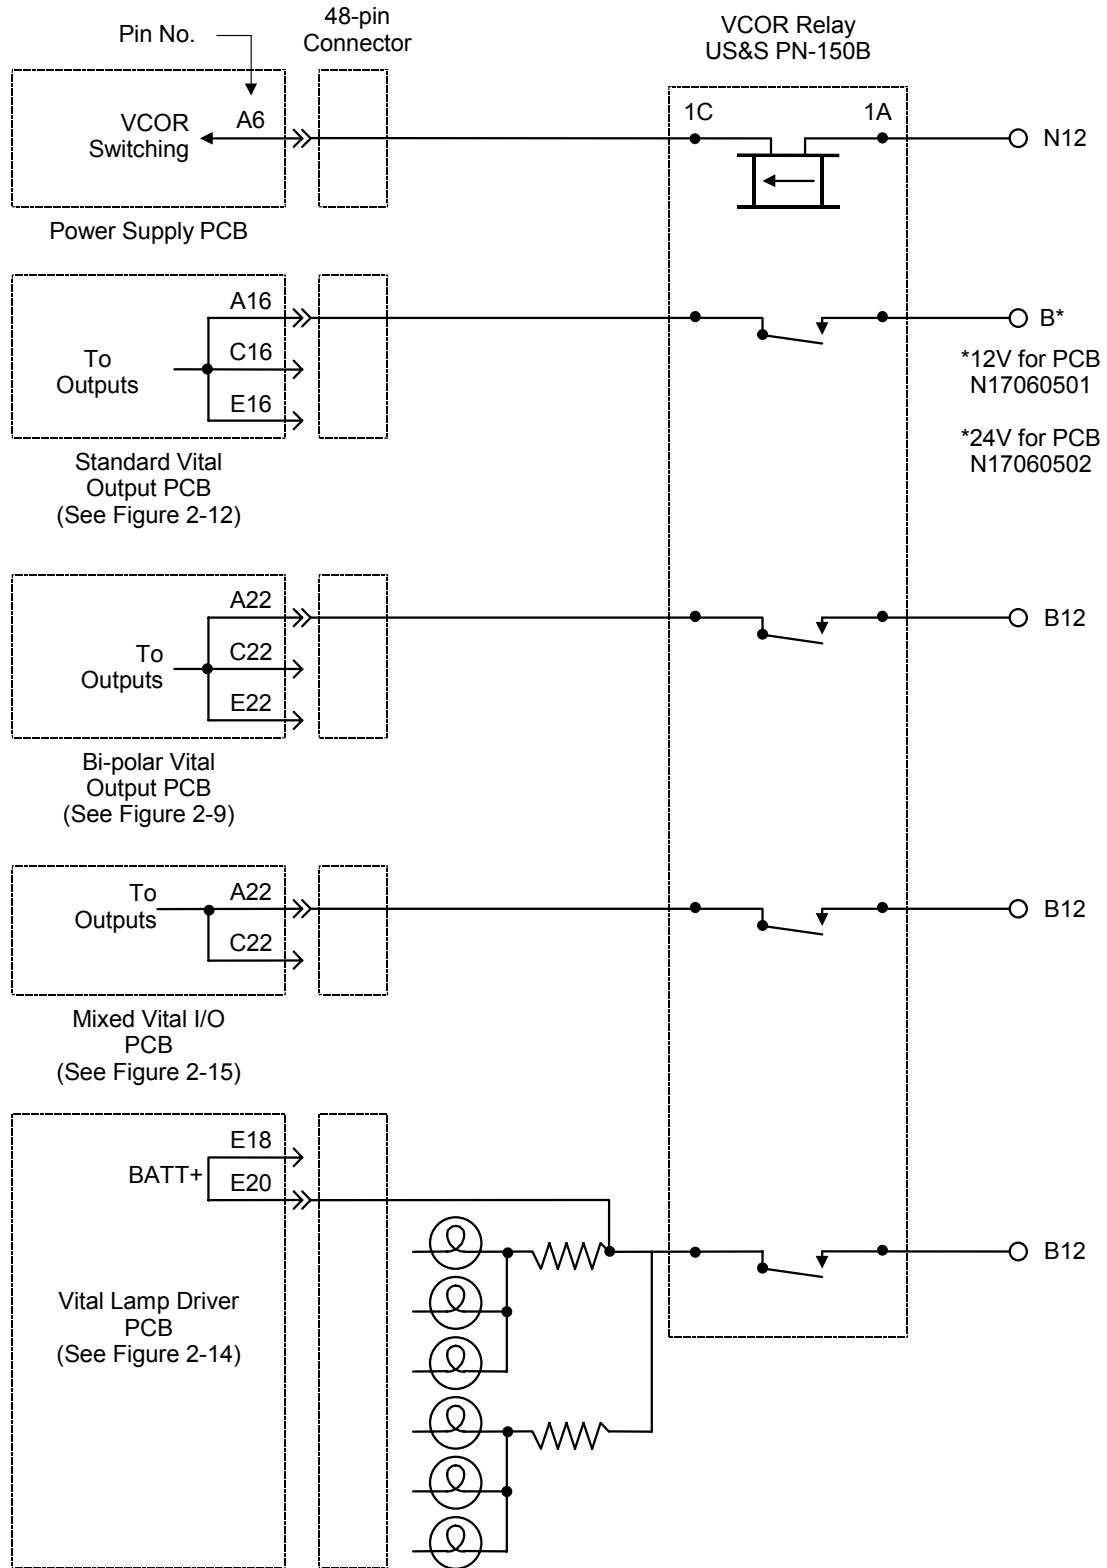 Pin No.
48-pin
Connector
VCOR Relay
US&S PN-150B
VCOR
Switching
A6
1C
1A
N12
Power Supply PCB
A16
C16
E16
To
Outputs
B*
*12V for PCB
N17060501
*24V for PCB
N17060502
Standard Vital
Output PCB
(See Figure 2-12)
A22
C22
E22
To
Outputs
B12
Bi-polar Vital
Output PCB
(See Figure 2-9)
To
Outputs
A22
C22
B12
Mixed Vital I/O
PCB
(See Figure 2-15)
E18
BATT+
E20
B12
Vital Lamp Driver
PCB
(See Figure 2-14)